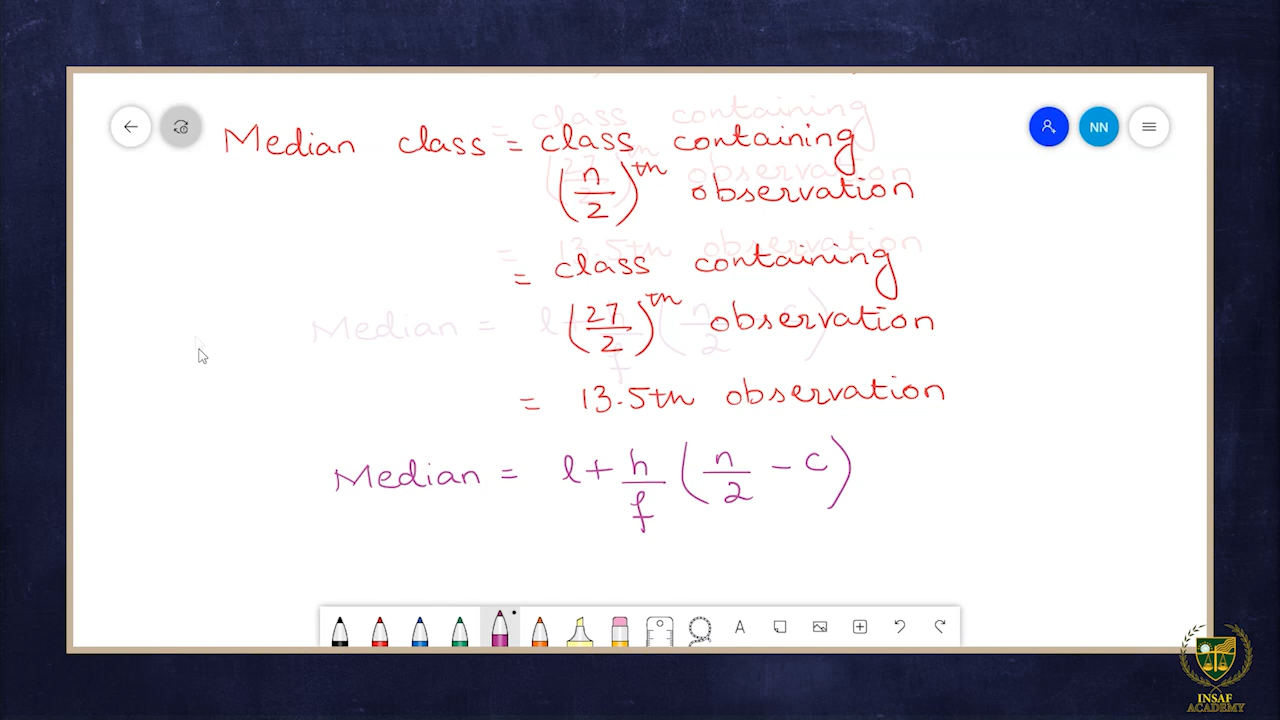 Median class = class containing
(n/2)th observation
= class containing
(27/2)th observation
= 13.5th observation
Median = l + h/f (n/2 - c)
NN
A
INSAF
ACADEMY